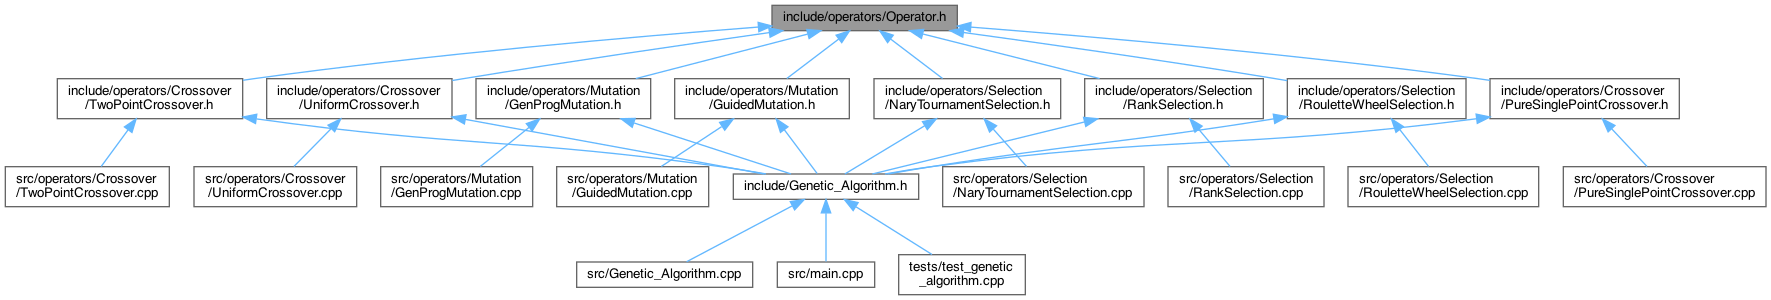 include/operators/Operator.h
include/operators/Crossover
/TwoPointCrossover.h
include/operators/Crossover
/UniformCrossover.h
include/operators/Mutation
/GenProgMutation.h
include/operators/Mutation
/GuidedMutation.h
include/operators/Selection
/NaryTournamentSelection.h
include/operators/Selection
/RankSelection.h
include/operators/Selection
/RouletteWheelSelection.h
include/operators/Crossover
/PureSinglePointCrossover.h
src/operators/Crossover
/TwoPointCrossover.cpp
src/operators/Crossover
/UniformCrossover.cpp
src/operators/Mutation
/GenProgMutation.cpp
src/operators/Mutation
/GuidedMutation.cpp
include/Genetic_Algorithm.h
src/operators/Selection
/NaryTournamentSelection.cpp
src/operators/Selection
/RankSelection.cpp
src/operators/Selection
/RouletteWheelSelection.cpp
src/operators/Crossover
/PureSinglePointCrossover.cpp
src/Genetic_Algorithm.cpp
src/main.cpp
tests/test_genetic
_algorithm.cpp